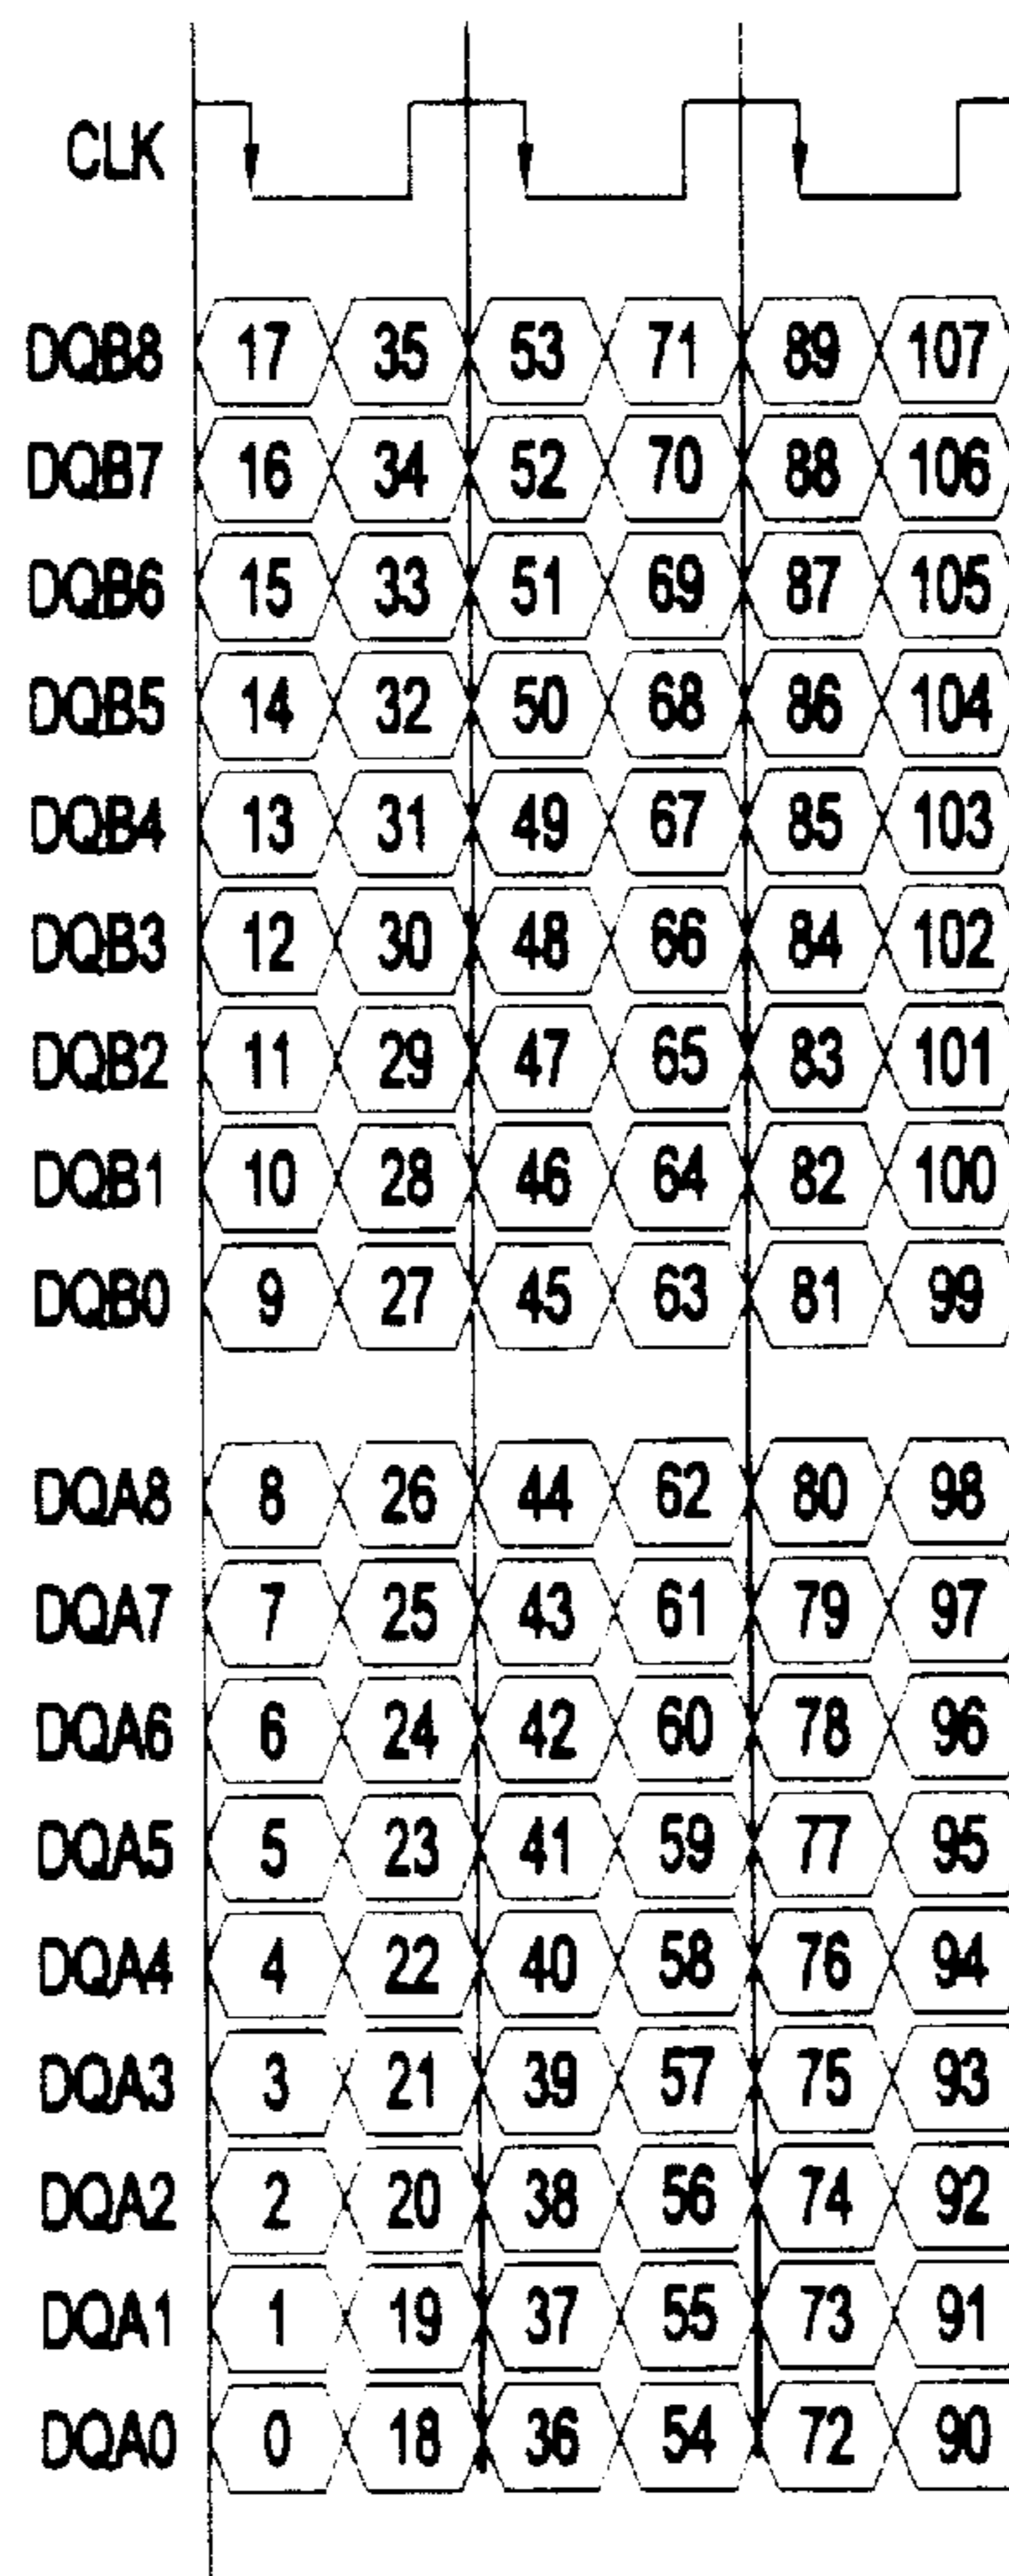 CLK
DQB8 17 35 53 71 89 107
DQB7 16 34 52 70 88 106
DQB6 15 33 51 69 87 105
DQB5 14 32 50 68 86 104
DQB4 13 31 49 67 85 103
DQB3 12 30 48 66 84 102
DQB2 11 29 47 65 83 101
DQB1 10 28 46 64 82 100
DQB0 9 27 45 63 81 99
DQA8 8 26 44 62 80 98
DQA7 7 25 43 61 79 97
DQA6 6 24 42 60 78 96
DQA5 5 23 41 59 77 95
DQA4 4 22 40 58 76 94
DQA3 3 21 39 57 75 93
DQA2 2 20 38 56 74 92
DQA1 1 19 37 55 73 91
DQA0 0 18 36 54 72 90